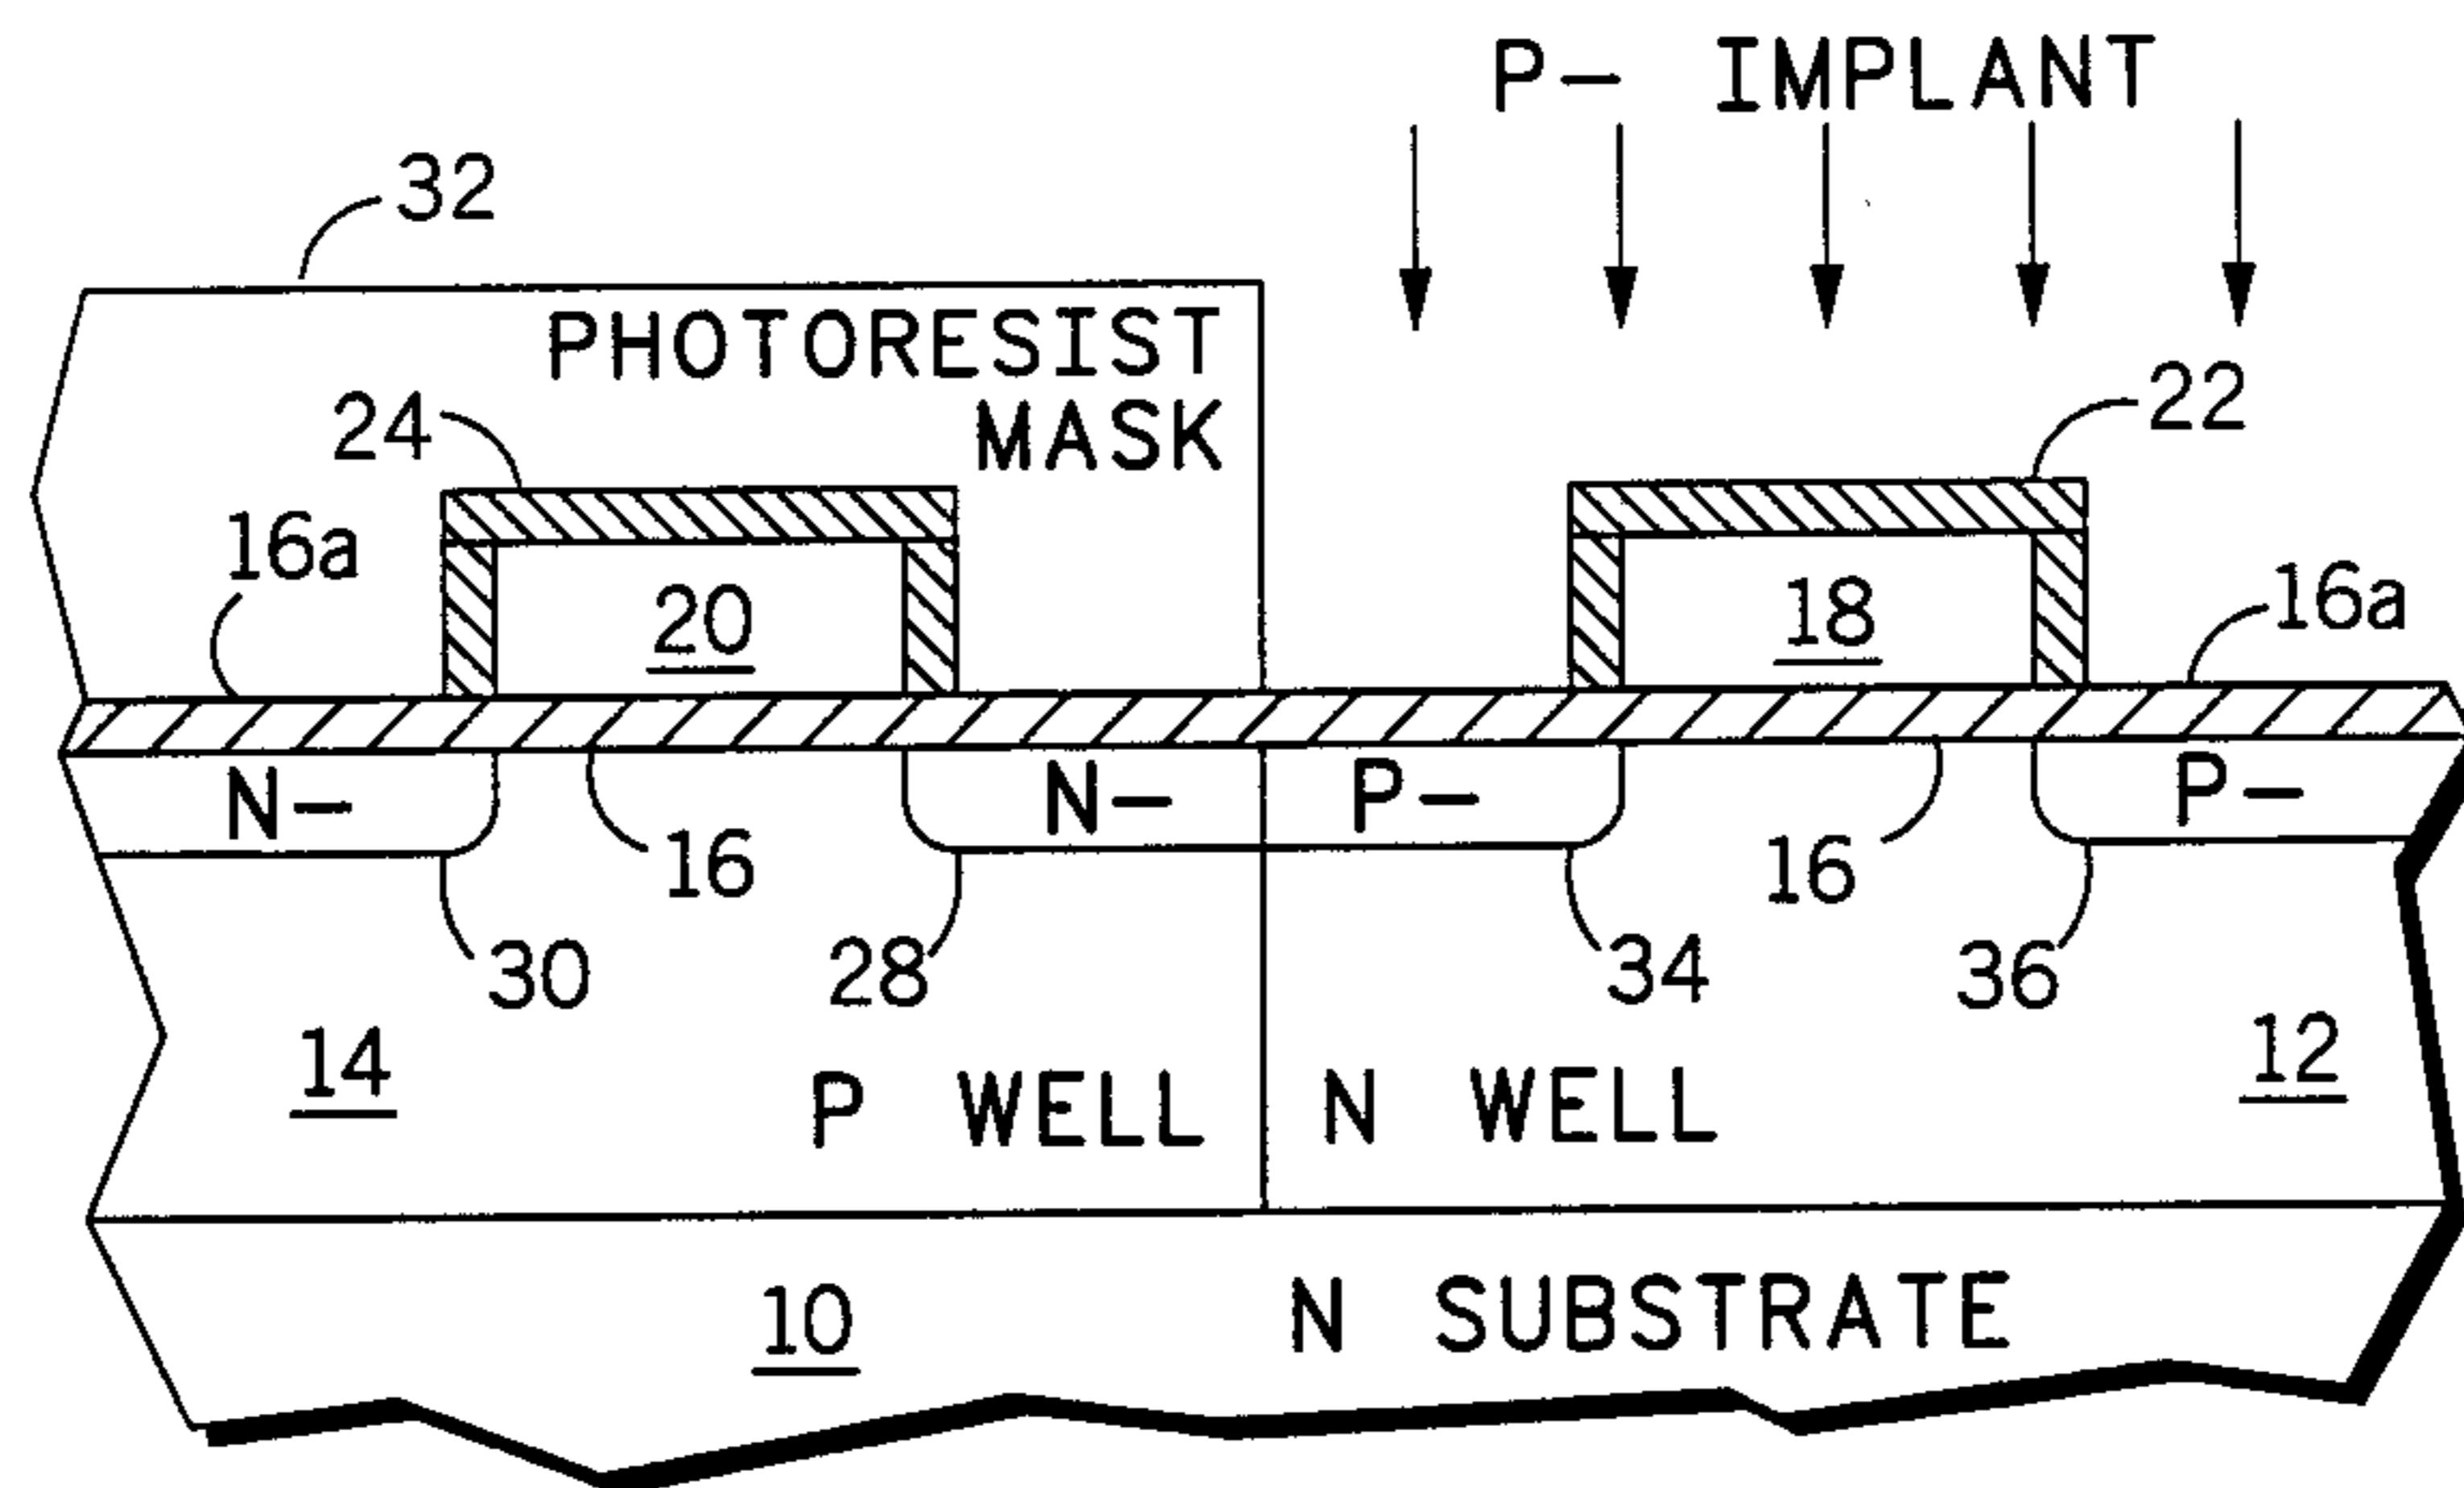 P- IMPLANT
32
PHOTORESIST
MASK
24
22
16a
20
18
16a
N-
N-
P-
P-
16
16
30
28
34
36
14
12
P WELL
N WELL
10
N SUBSTRATE